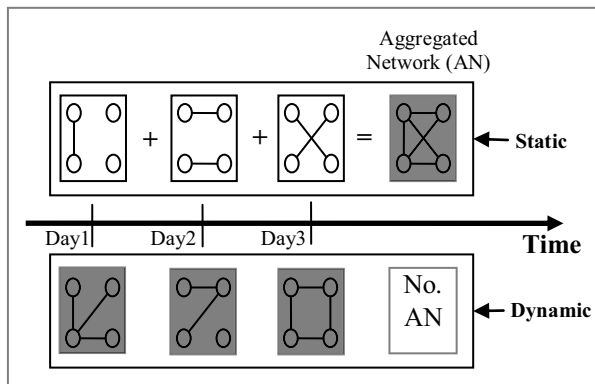 Aggregated
Network (AN)
+ + =
Static
Day1 Day2 Day3
Time
No.
AN
Dynamic